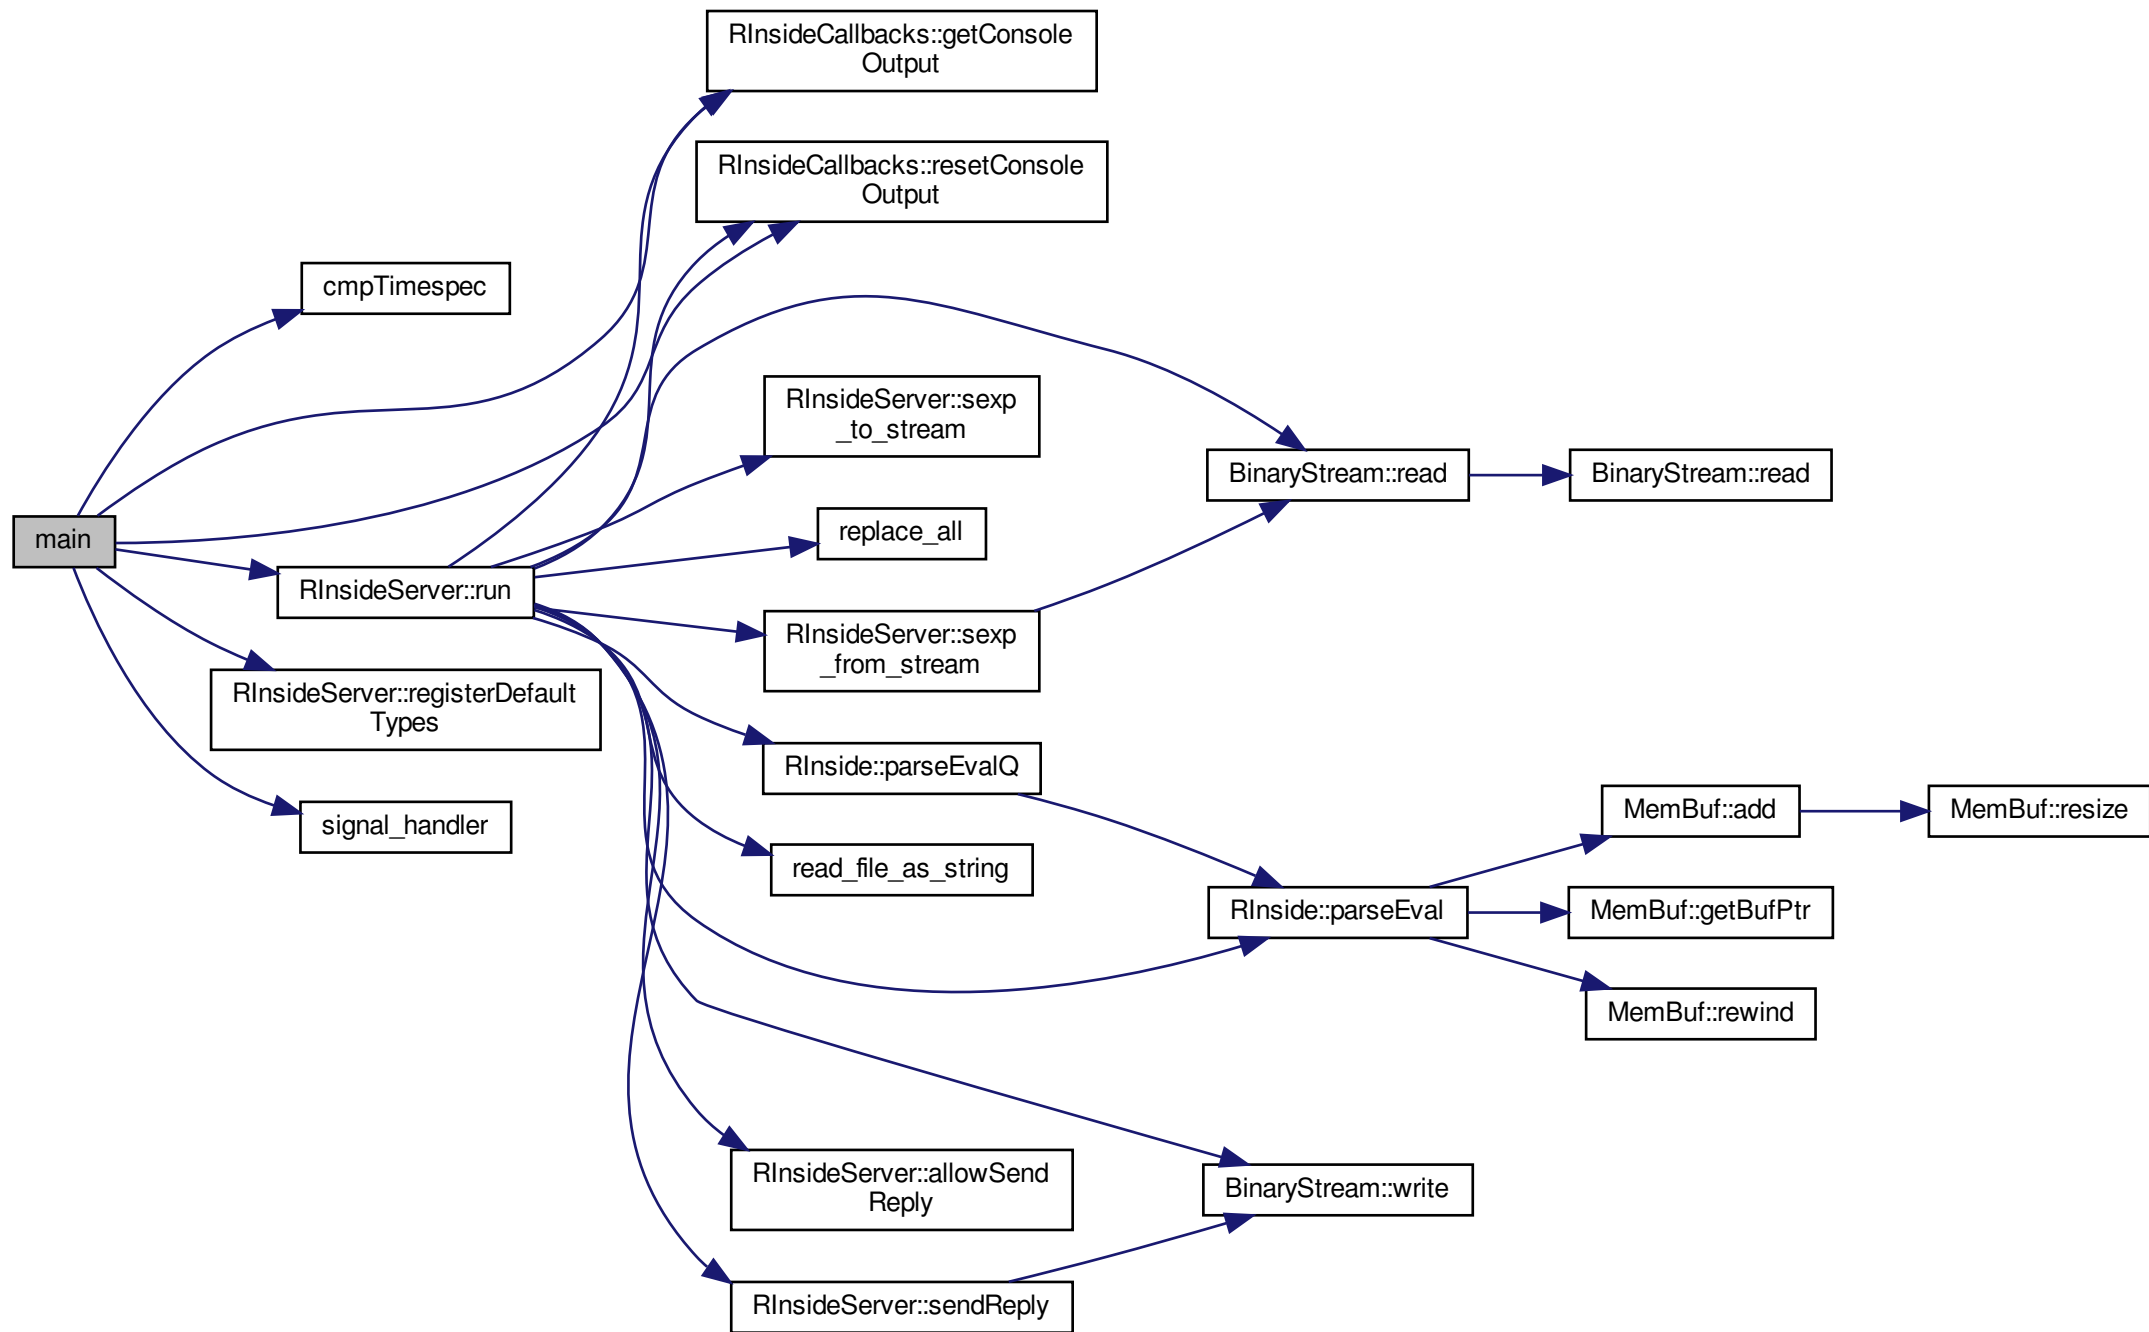 RInsideCallbacks::getConsole
Output
RInsideCallbacks::resetConsole
Output
cmpTimespec
RInsideServer::sexp
_to_stream
BinaryStream::read
BinaryStream::read
main
replace_all
RInsideServer::run
RInsideServer::sexp
_from_stream
RInsideServer::registerDefault
Types
RInside::parseEvalQ
MemBuf::add
MemBuf::resize
signal_handler
read_file_as_string
RInside::parseEval
MemBuf::getBufPtr
MemBuf::rewind
RInsideServer::allowSend
Reply
BinaryStream::write
RInsideServer::sendReply